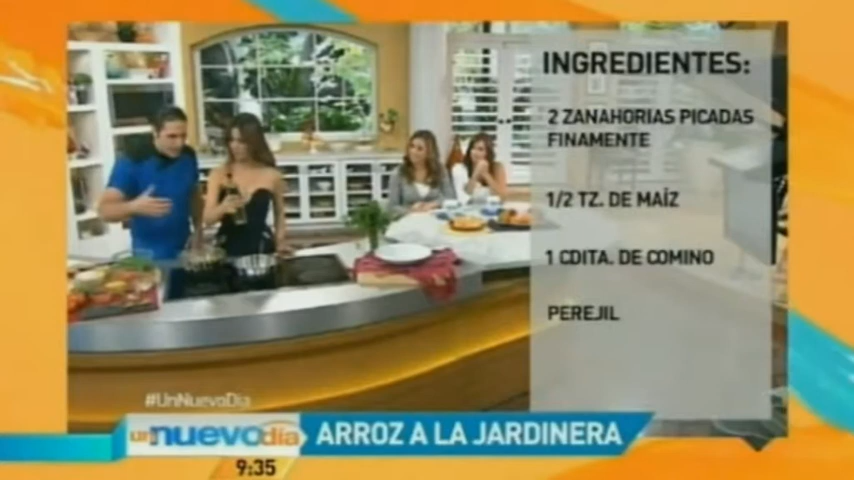 INGREDIENTES:
2 ZANAHORIAS PICADAS
FINAMENTE
1/2 TZ. DE MAÍZ
1 CDITA. DE COMINO
PEREJIL
#UnNuevoDia
un nuevo día
ARROZ A LA JARDINERA
9:35